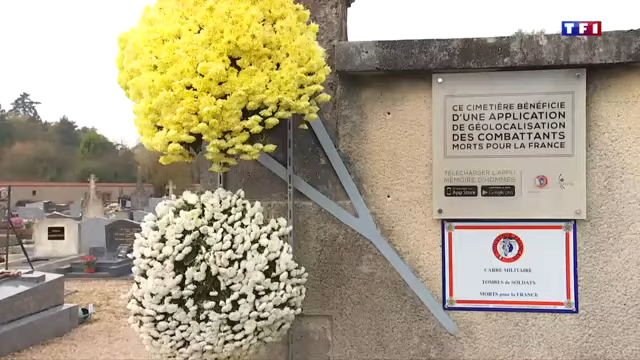 TF1
CE CIMETIÈRE BÉNÉFICIE
D'UNE APPLICATION
DE GÉOLOCALISATION
DES COMBATTANTS
MORTS POUR LA FRANCE
TÉLÉCHARGER L'APPLI
MÉMOIRE D'HOMMES
App Store
Google play
CARRÉ MILITAIRE
TOMBES de SOLDATS
MORTS pour la FRANCE